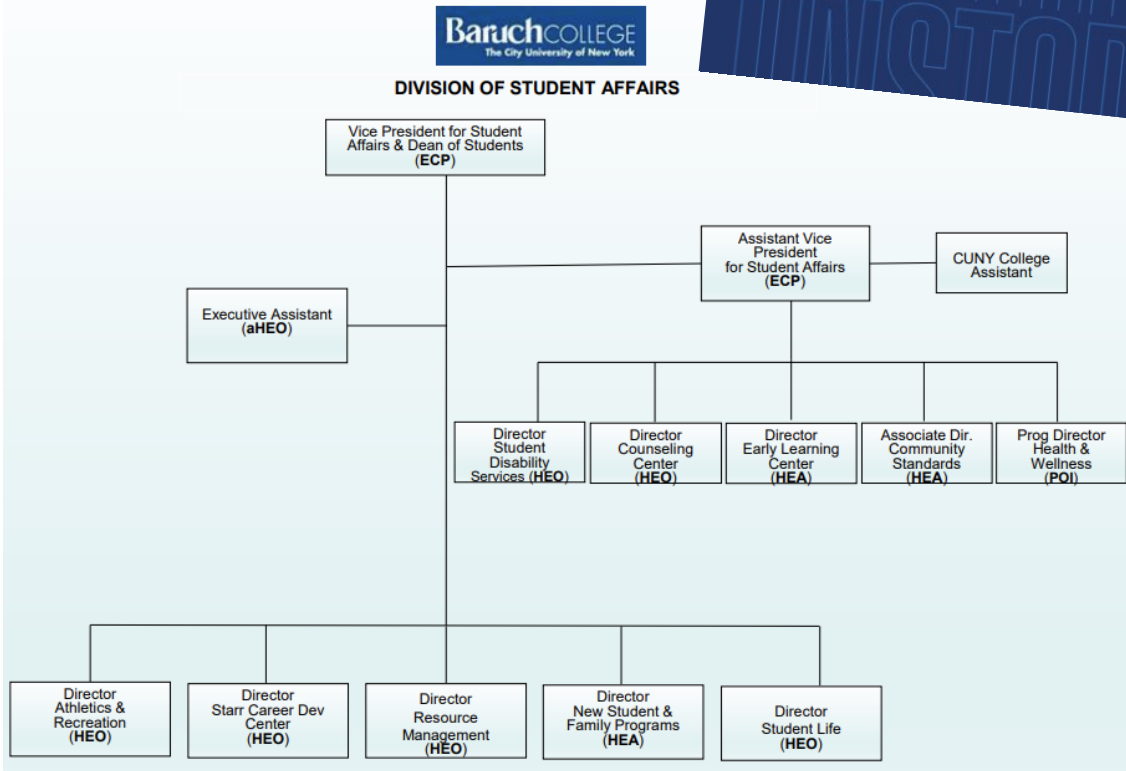 BaruchCOLLEGE
The City University of New York
DIVISION OF STUDENT AFFAIRS
Vice President for Student
Affairs & Dean of Students
(ECP)
Assistant Vice
President
for Student Affairs
(ECP)
CUNY College
Assistant
Executive Assistant
(aHEO)
Director
Student
Disability
Services (HEO)
Director
Counseling
Center
(HEO)
Director
Early Learning
Center
(HEA)
Associate Dir.
Community
Standards
(HEA)
Prog Director
Health &
Wellness
(POI)
Director
Athletics &
Recreation
(HEO)
Director
Starr Career Dev
Center
(HEO)
Director
Resource
Management
(HEO)
Director
New Student &
Family Programs
(HEA)
Director
Student Life
(HEO)